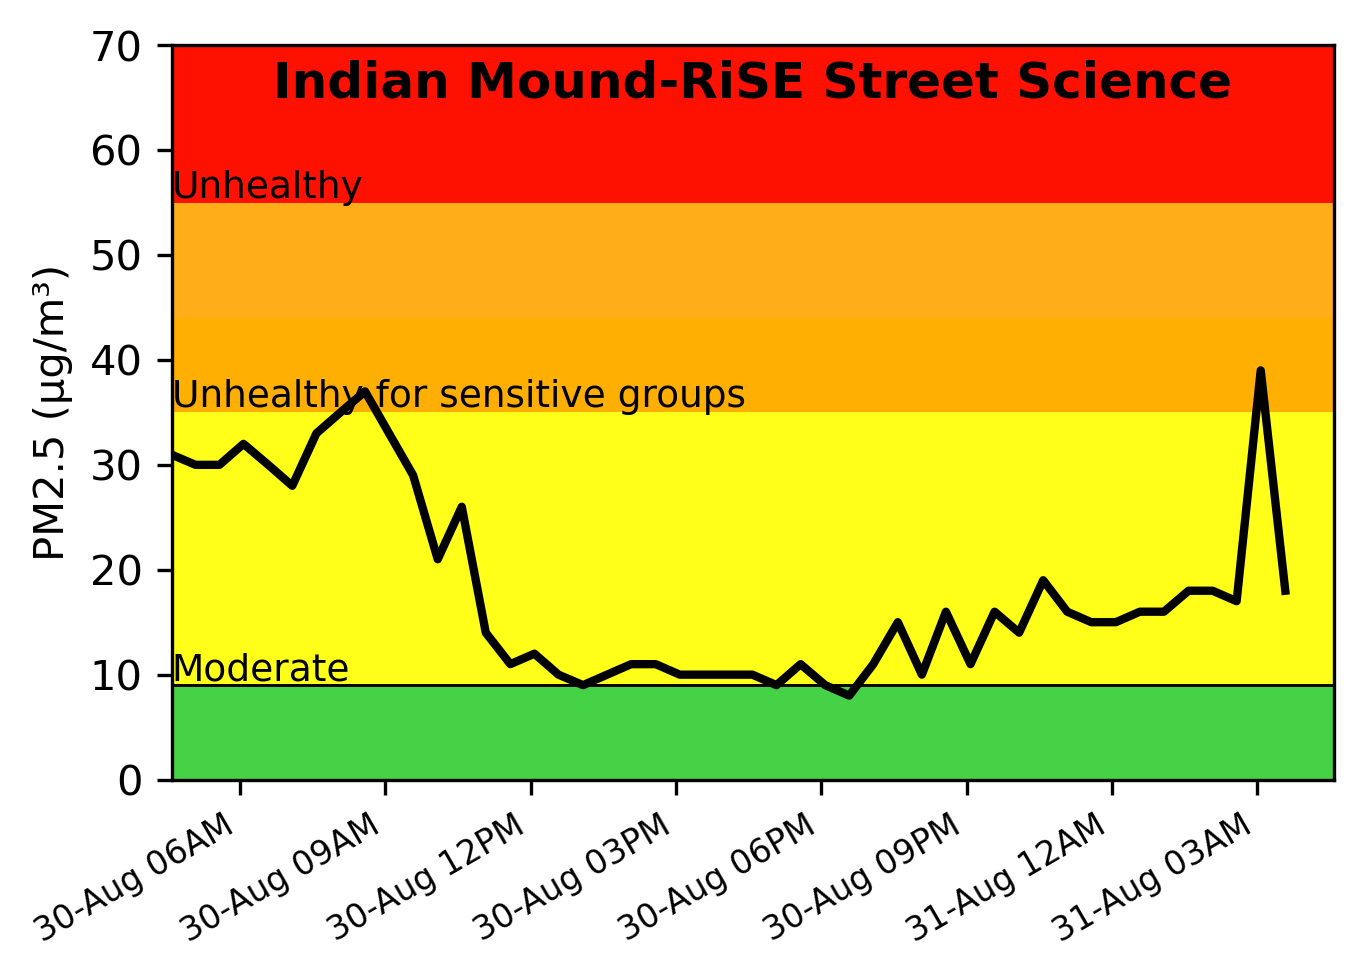 Indian Mound-RiSE Street Science
PM2.5 (µg/m³)
70
60
50
40
30
20
10
0
Unhealthy
Unhealthy for sensitive groups
Moderate
30-Aug 06AM
30-Aug 09AM
30-Aug 12PM
30-Aug 03PM
30-Aug 06PM
30-Aug 09PM
31-Aug 12AM
31-Aug 03AM